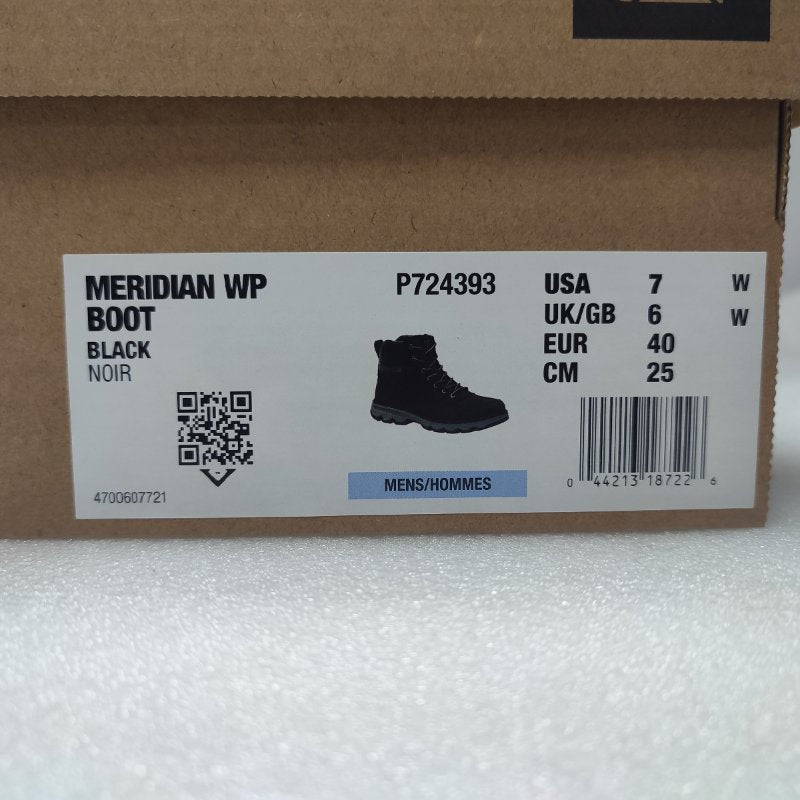 MERIDIAN WP
BOOT
BLACK
NOIR
4700607721
P724393
MENS/HOMMES
USA 7 W
UK/GB 6 W
EUR 40
CM 25
0 44213 18722 6